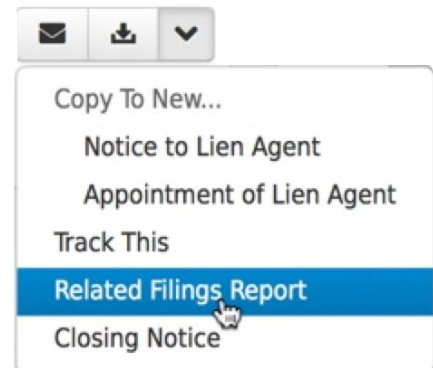 Copy To New...
Notice to Lien Agent
Appointment of Lien Agent
Track This
Related Filings Report
Closing Notice